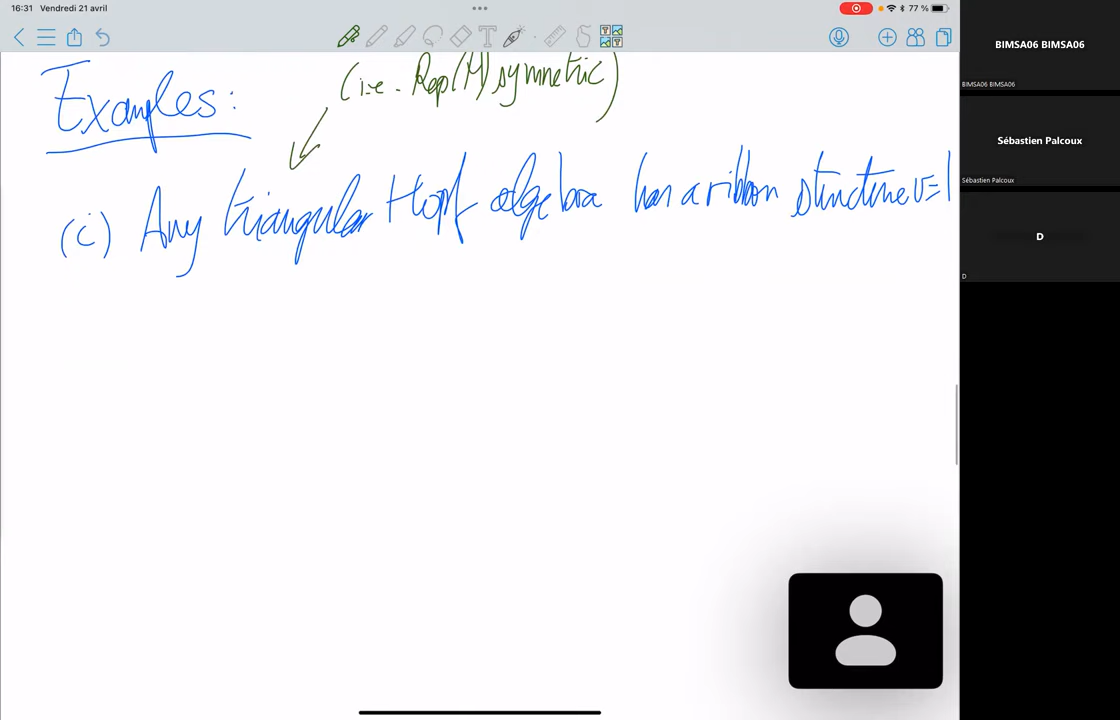 16:31 Vendredi 21 avril
77 %
BIMSA06 BIMSA06
BIMSA06 BIMSA06
(i.e. Rep(H) symmetric)
Examples:
Sébastien Palcoux
Sébastien Palcoux
(i) Any triangular Hopf algebra has a ribbon structure v=1
D
D